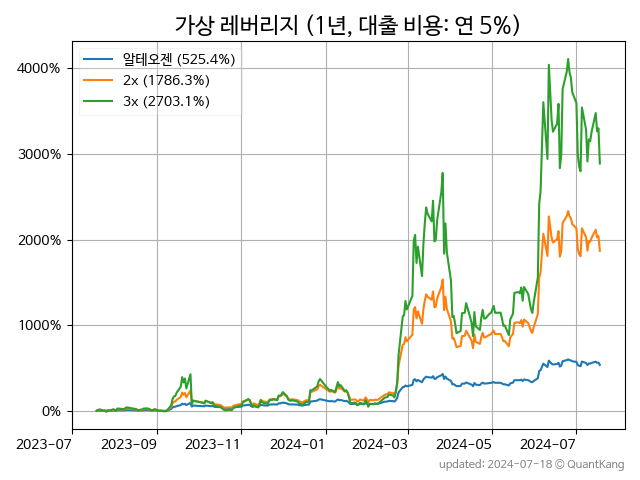 가상 레버리지 (1년, 대출 비용: 연 5%)
알테오젠 (525.4%)
2x (1786.3%)
3x (2703.1%)
4000%
3000%
2000%
1000%
0%
2023-07 2023-09 2023-11 2024-01 2024-03 2024-05 2024-07
updated: 2024-07-18 © QuantKang